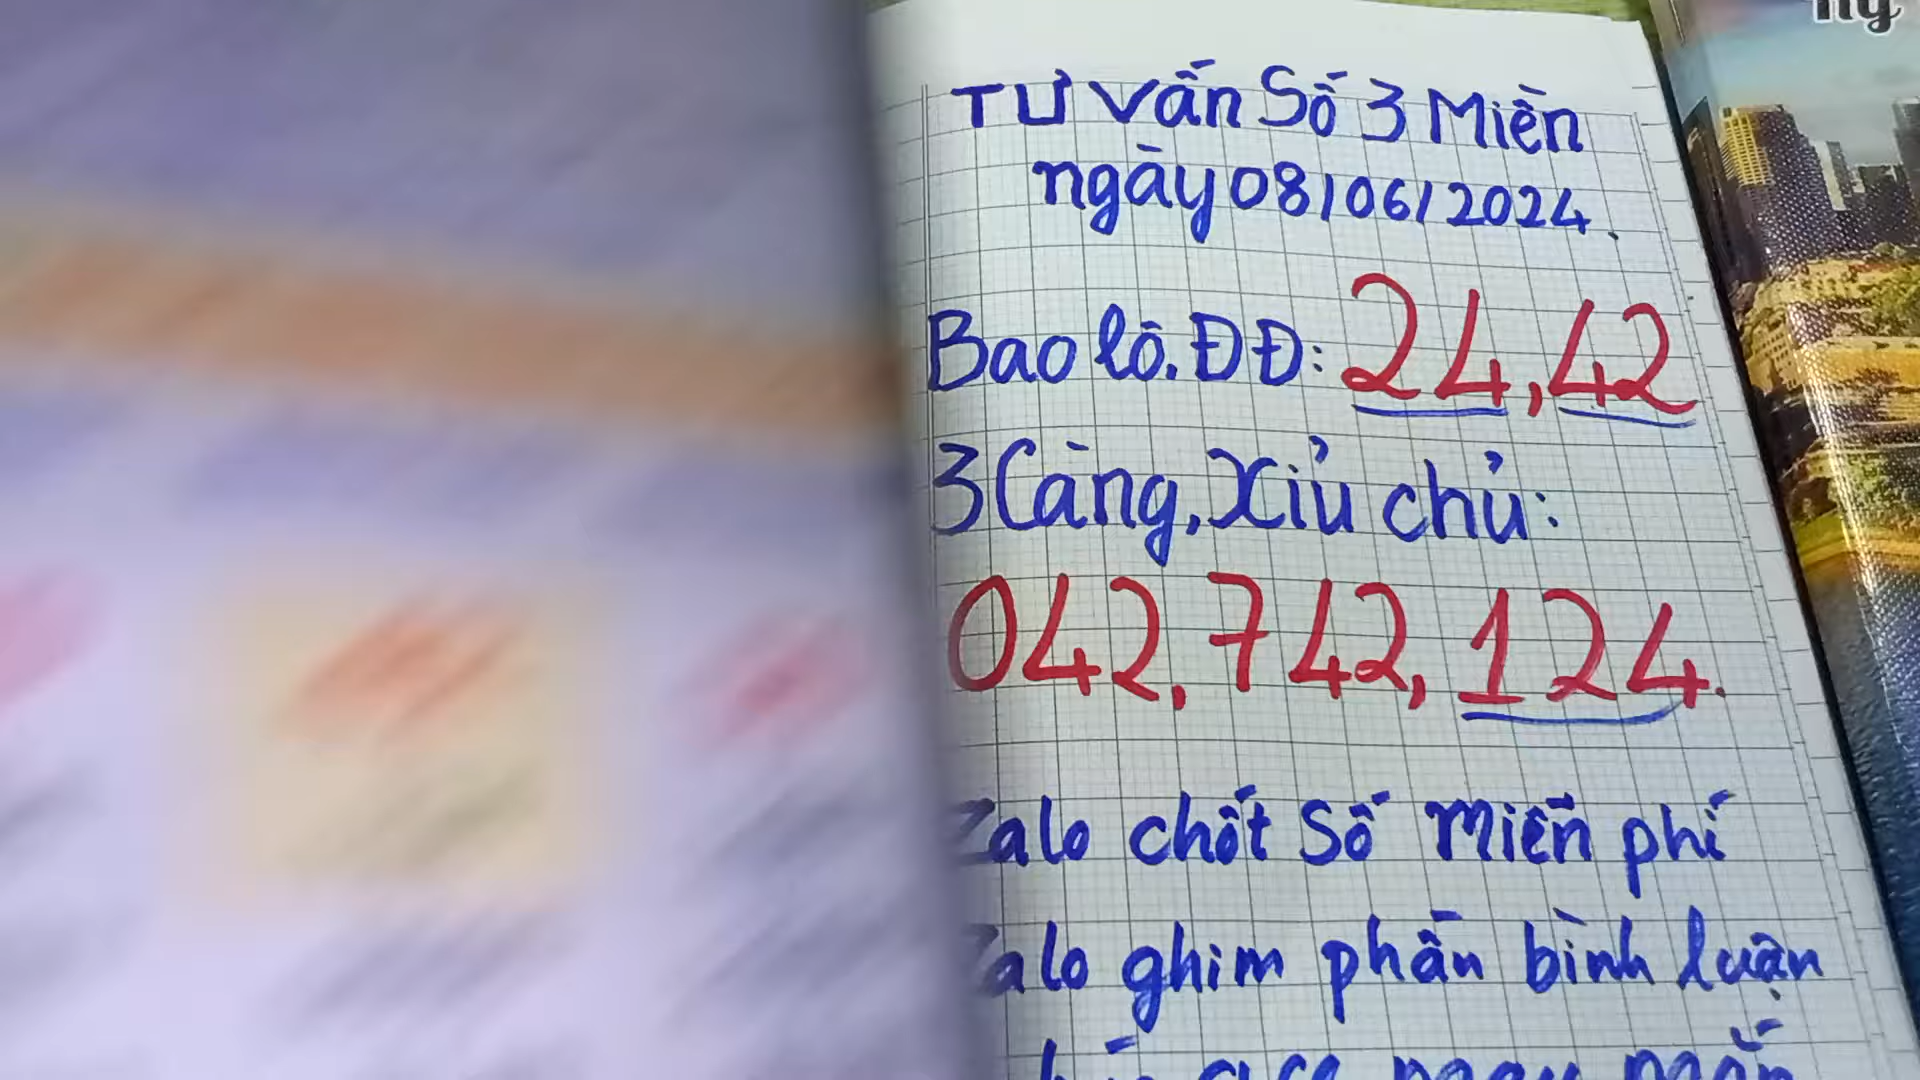 TƯ vấn Số 3 Miền
ngày 08/06/2024.
Bao lô. ĐĐ: 24, 42
3 Càng, Xỉu chủ:
042, 742, 124.
Zalo chốt Số Miễn phí
Zalo ghim phần bình luận